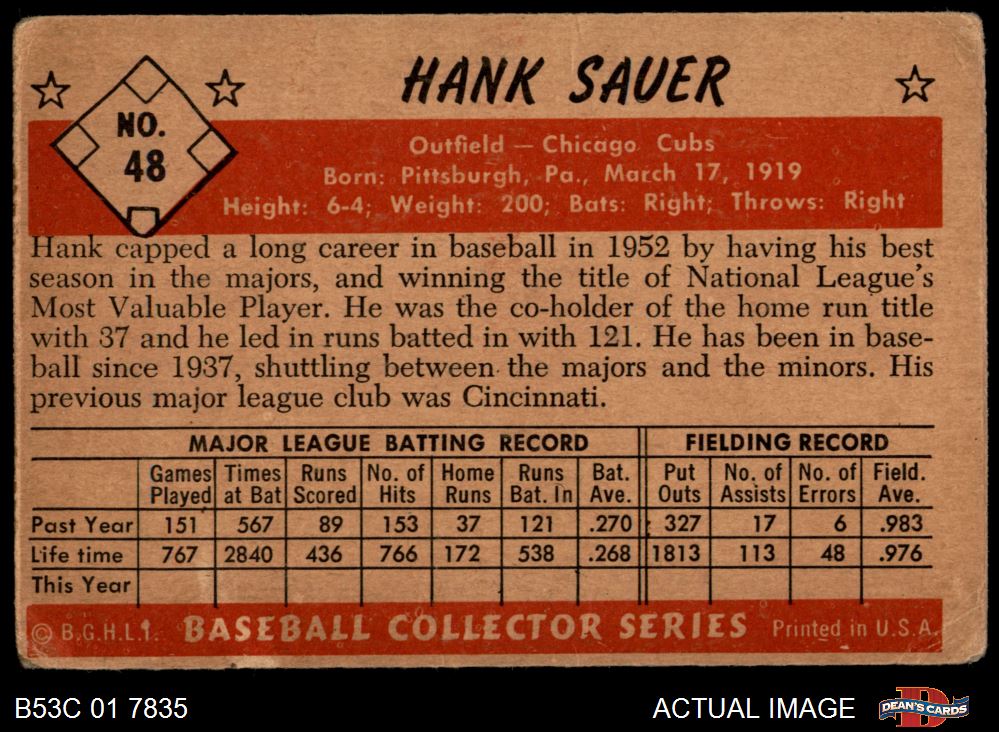 HANK SAUER
NO.
48
Outfield — Chicago Cubs
Born: Pittsburgh, Pa., March 17, 1919
Height: 6-4; Weight: 200; Bats: Right; Throws: Right
Hank capped a long career in baseball in 1952 by having his best
season in the majors, and winning the title of National League's
Most Valuable Player. He was the co-holder of the home run title
with 37 and he led in runs batted in with 121. He has been in base-
ball since 1937, shuttling between the majors and the minors. His
previous major league club was Cincinnati.
MAJOR LEAGUE BATTING RECORD FIELDING RECORD
Games Times Runs No. of Home Runs Bat. Put No. of No. of Field.
Played at Bat Scored Hits Runs Bat. In Ave. Outs Assists Errors Ave.
Past Year 151 567 89 153 37 121 .270 327 17 6 .983
Life time 767 2840 436 766 172 538 .268 1813 113 48 .976
This Year
© B.G.H.L.I. BASEBALL COLLECTOR SERIES Printed in U.S.A.
B53C 01 7835 ACTUAL IMAGE D DEAN'S CARDS